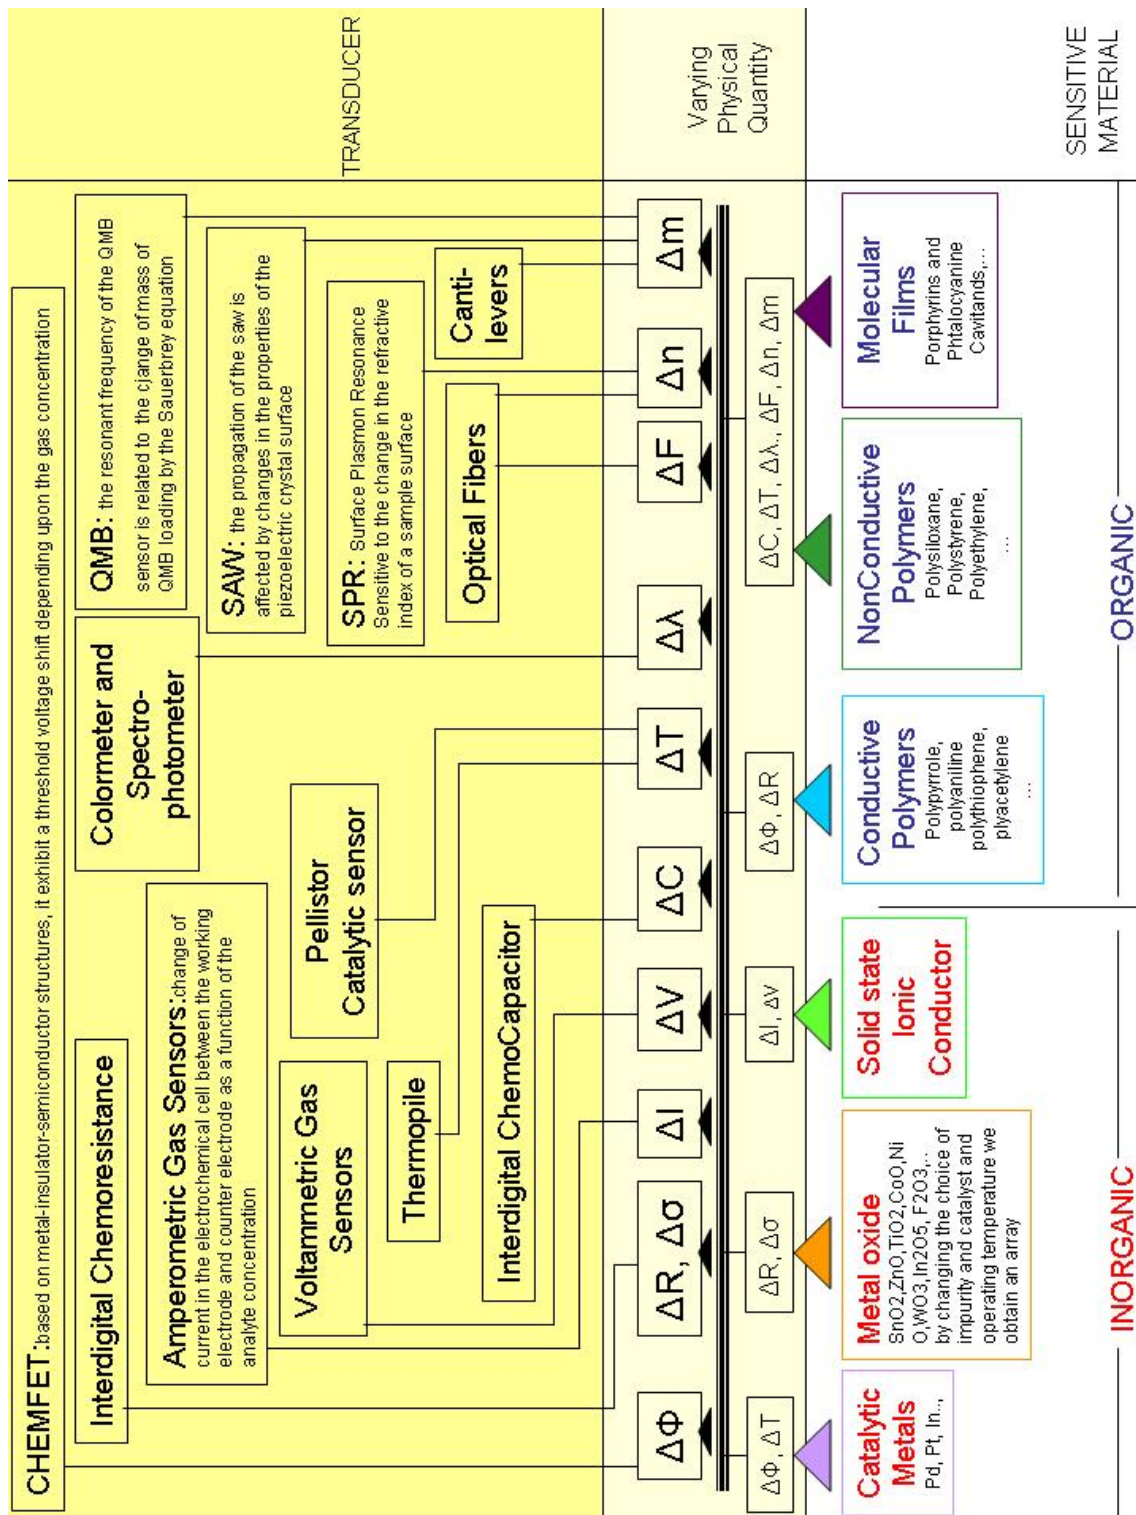 CHEMFET:based on metal-insulator-semiconductor structures, it exhibit a threshold voltage shift depending upon the gas concentration
Interdigital Chemoresistance
Amperometric Gas Sensors:change of
current in the electrochemical cell between the working
electrode and counter electrode as a function of the
analyte concentration
Voltammetric Gas
Sensors
Thermopile
Interdigital ChemoCapacitor
Pellistor
Catalytic sensor
Colormeter and
Spectro-
photometer
QMB: the resonant frequency of the QMB
sensor is related to the cjange of mass of
QMB loading by the Sauerbrey equation
SAW: the propagation of the saw is
affected by changes in the properties of the
piezoelectric crystal surface
SPR: Surface Plasmon Resonance
Sensitive to the change in the refractive
index of a sample surface
Optical Fibers
Canti-
levers
TRANSDUCER
ΔΦ
ΔR, Δσ
ΔI
ΔV
ΔC
ΔT
Δλ
ΔF
Δn
Δm
Varying
Physical
Quantity
ΔΦ, ΔT
ΔR, Δσ
ΔI, ΔV
ΔΦ, ΔR
ΔC, ΔT, Δλ., ΔF, Δn, Δm
Catalytic
Metals
Pd, Pt, In..,
Metal oxide
SnO2,ZnO,TiO2,CoO,Ni
O,WO3,In2O5, F2O3,...
by changing the choice of
impurity and catalyst and
operating temperature we
obtain an array
Solid state
Ionic
Conductor
Conductive
Polymers
Polypyrrole,
polyaniline
polythiophene,
plyacetylene
...
NonConductive
Polymers
Polysiloxane,
Polystyrene,
Polyethylene,
...
Molecular
Films
Porphyrins and
Phtalocyanine
Cavitands,...
SENSITIVE
MATERIAL
INORGANIC
ORGANIC